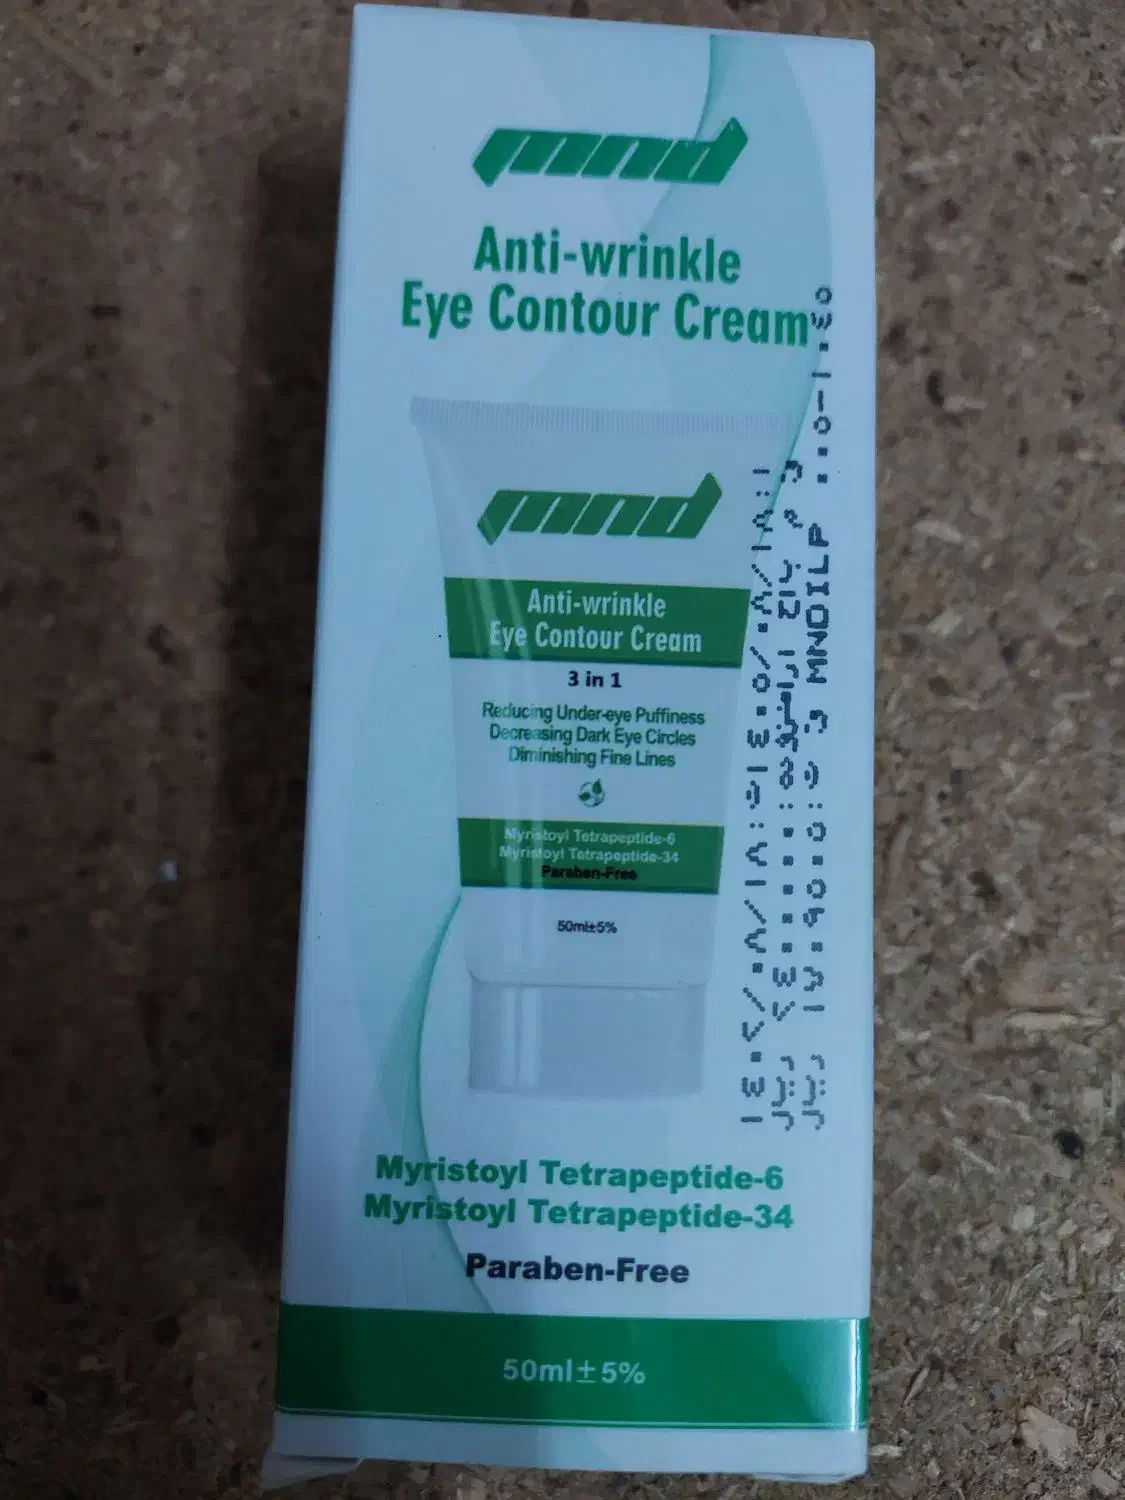 mnd
Anti-wrinkle
Eye Contour Cream
mnd
Anti-wrinkle
Eye Contour Cream
3 in 1
Reducing Under-eye Puffiness
Decreasing Dark Eye Circles
Diminishing Fine Lines
Myristoyl Tetrapeptide-6
Myristoyl Tetrapeptide-34
Paraben-Free
50ml±5%
Myristoyl Tetrapeptide-6
Myristoyl Tetrapeptide-34
Paraben-Free
50ml±5%
ریال
ریال